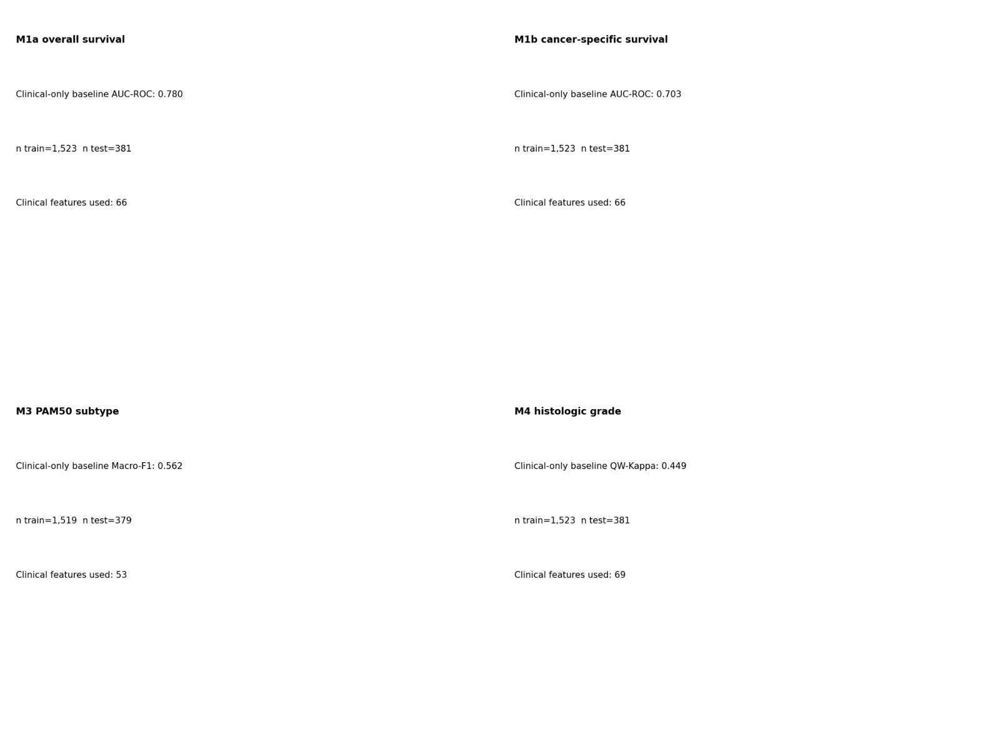 M1a overall survival
Clinical-only baseline AUC-ROC: 0.780
n train=1,523  n test=381
Clinical features used: 66
M1b cancer-specific survival
Clinical-only baseline AUC-ROC: 0.703
n train=1,523  n test=381
Clinical features used: 66
M3 PAM50 subtype
Clinical-only baseline Macro-F1: 0.562
n train=1,519  n test=379
Clinical features used: 53
M4 histologic grade
Clinical-only baseline QW-Kappa: 0.449
n train=1,523  n test=381
Clinical features used: 69